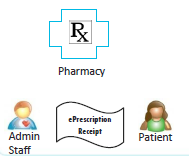 Rx
Pharmacy
ePrescription
Receipt
Admin
Staff
Patient